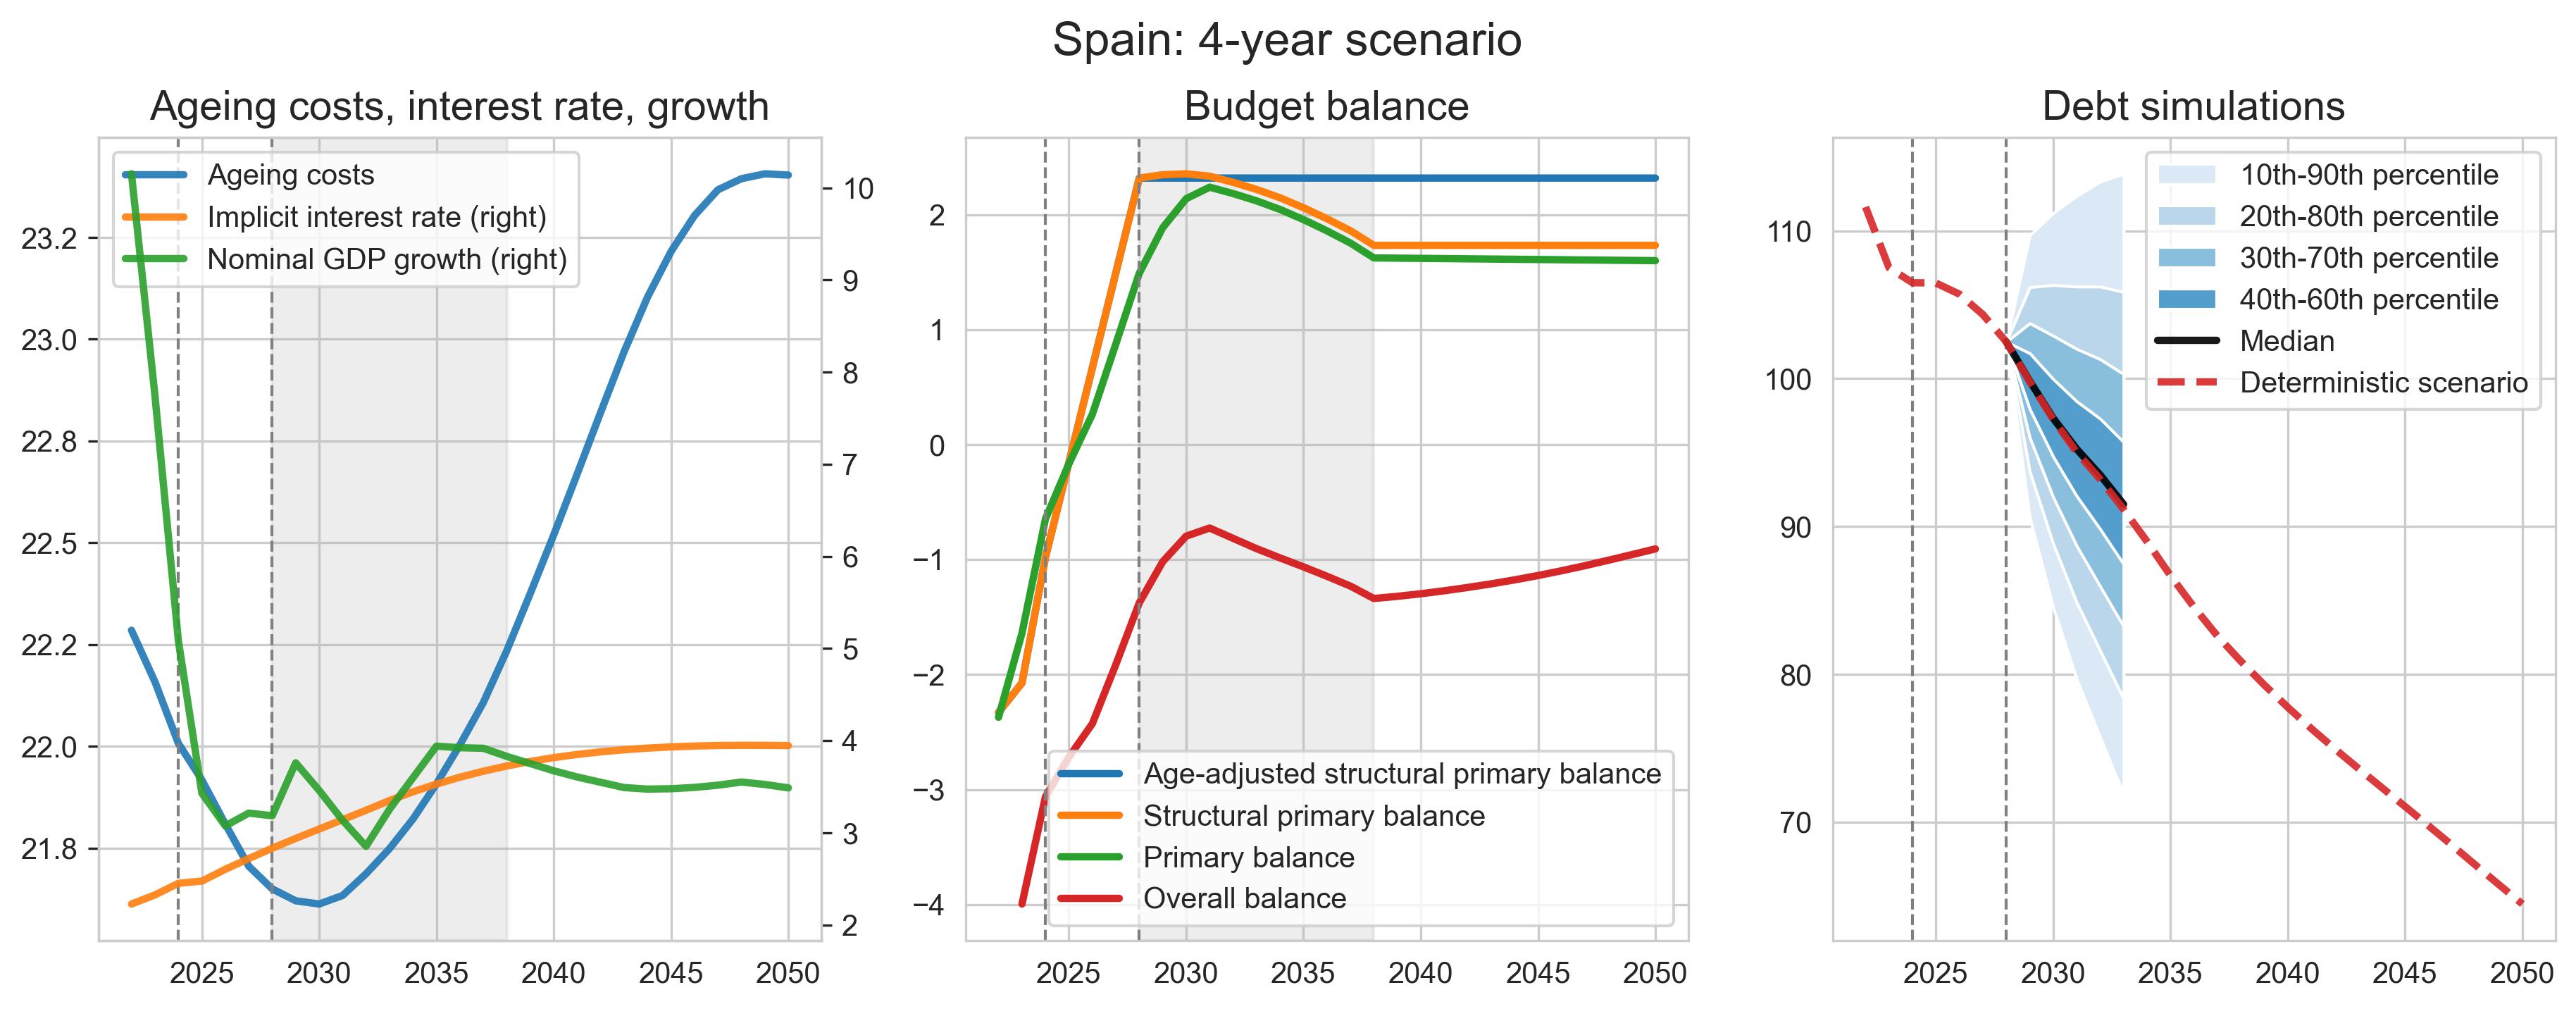 Spain: 4-year scenario
Ageing costs, interest rate, growth
Ageing costs
Implicit interest rate (right)
Nominal GDP growth (right)
23.2
23.0
22.8
22.5
22.2
22.0
21.8
10
9
8
7
6
5
4
3
2
2025 2030 2035 2040 2045 2050
Budget balance
2
1
0
−1
−2
−3
−4
Age-adjusted structural primary balance
Structural primary balance
Primary balance
Overall balance
2025 2030 2035 2040 2045 2050
Debt simulations
10th-90th percentile
20th-80th percentile
30th-70th percentile
40th-60th percentile
Median
Deterministic scenario
110
100
90
80
70
2025 2030 2035 2040 2045 2050